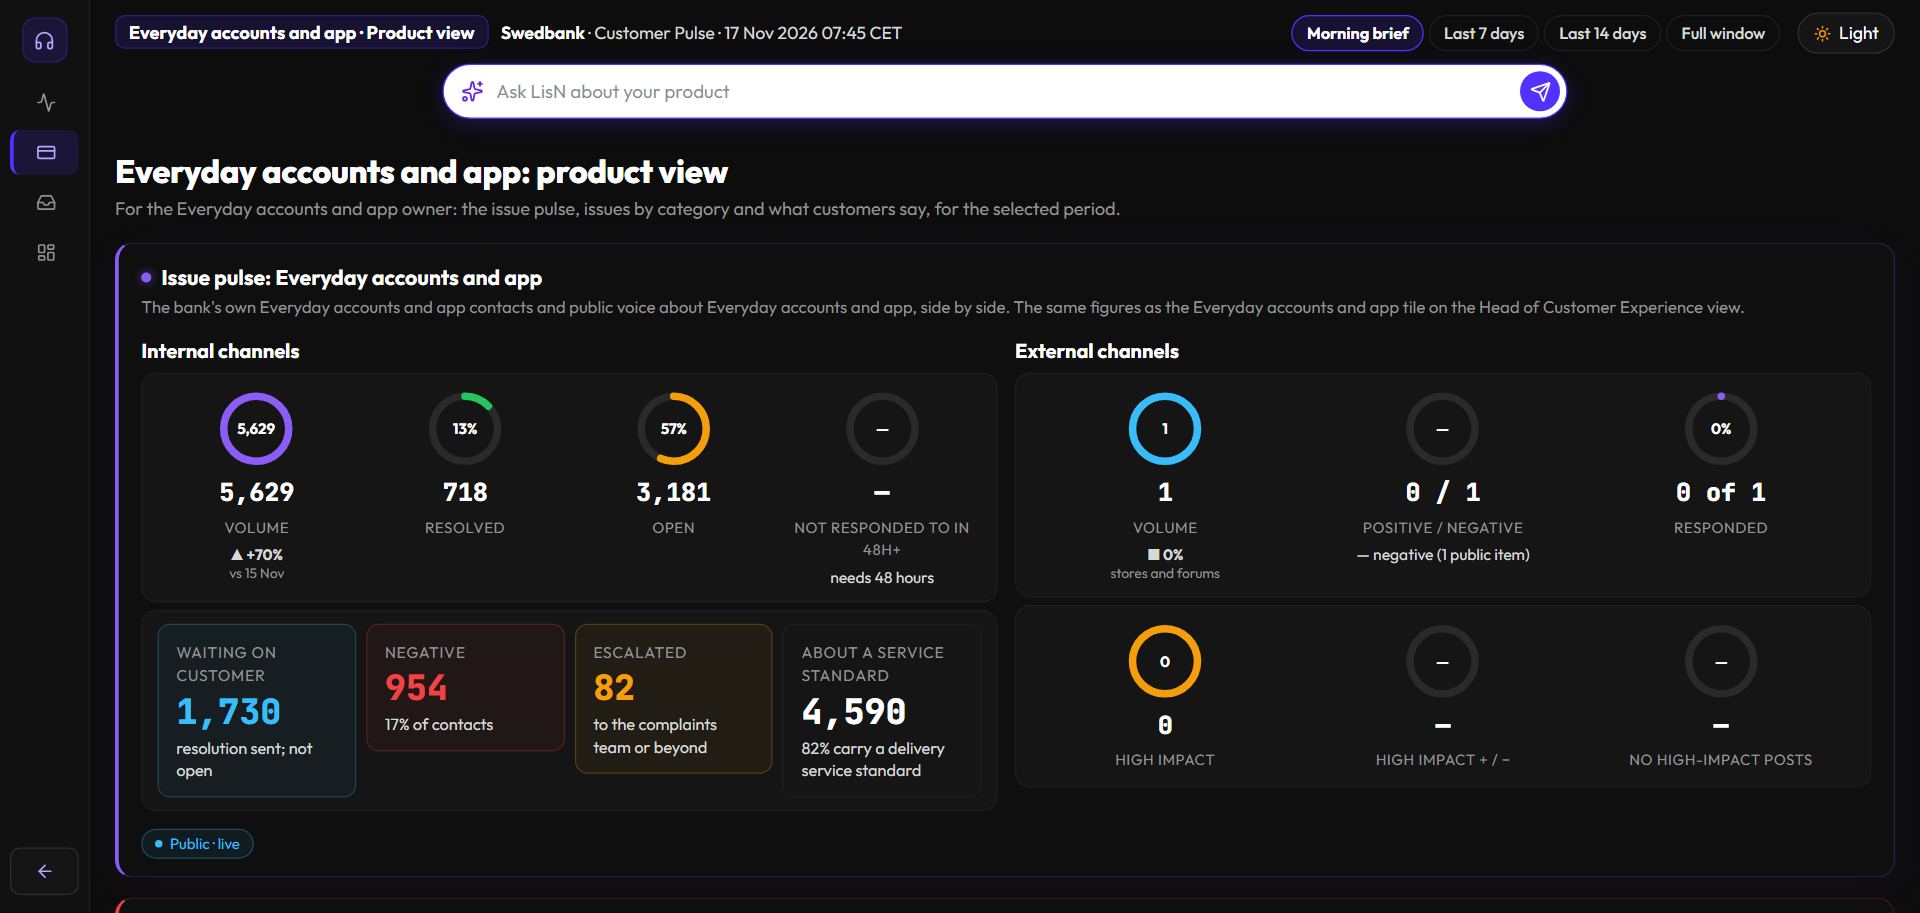 Everyday accounts and app · Product view
Swedbank · Customer Pulse · 17 Nov 2026 07:45 CET
Morning brief
Last 7 days
Last 14 days
Full window
Light
Ask LisN about your product
Everyday accounts and app: product view
For the Everyday accounts and app owner: the issue pulse, issues by category and what customers say, for the selected period.
Issue pulse: Everyday accounts and app
The bank's own Everyday accounts and app contacts and public voice about Everyday accounts and app, side by side. The same figures as the Everyday accounts and app tile on the Head of Customer Experience view.
Internal channels
5,629
13%
57%
–
5,629
718
3,181
–
VOLUME
RESOLVED
OPEN
NOT RESPONDED TO IN
48H+
▲ +70%
vs 15 Nov
needs 48 hours
WAITING ON
CUSTOMER
1,730
resolution sent; not
open
NEGATIVE
954
17% of contacts
ESCALATED
82
to the complaints
team or beyond
ABOUT A SERVICE
STANDARD
4,590
82% carry a delivery
service standard
External channels
1
–
0%
1
0 / 1
0 of 1
VOLUME
POSITIVE / NEGATIVE
RESPONDED
■ 0%
stores and forums
— negative (1 public item)
0
–
–
0
–
–
HIGH IMPACT
HIGH IMPACT + / −
NO HIGH-IMPACT POSTS
Public · live